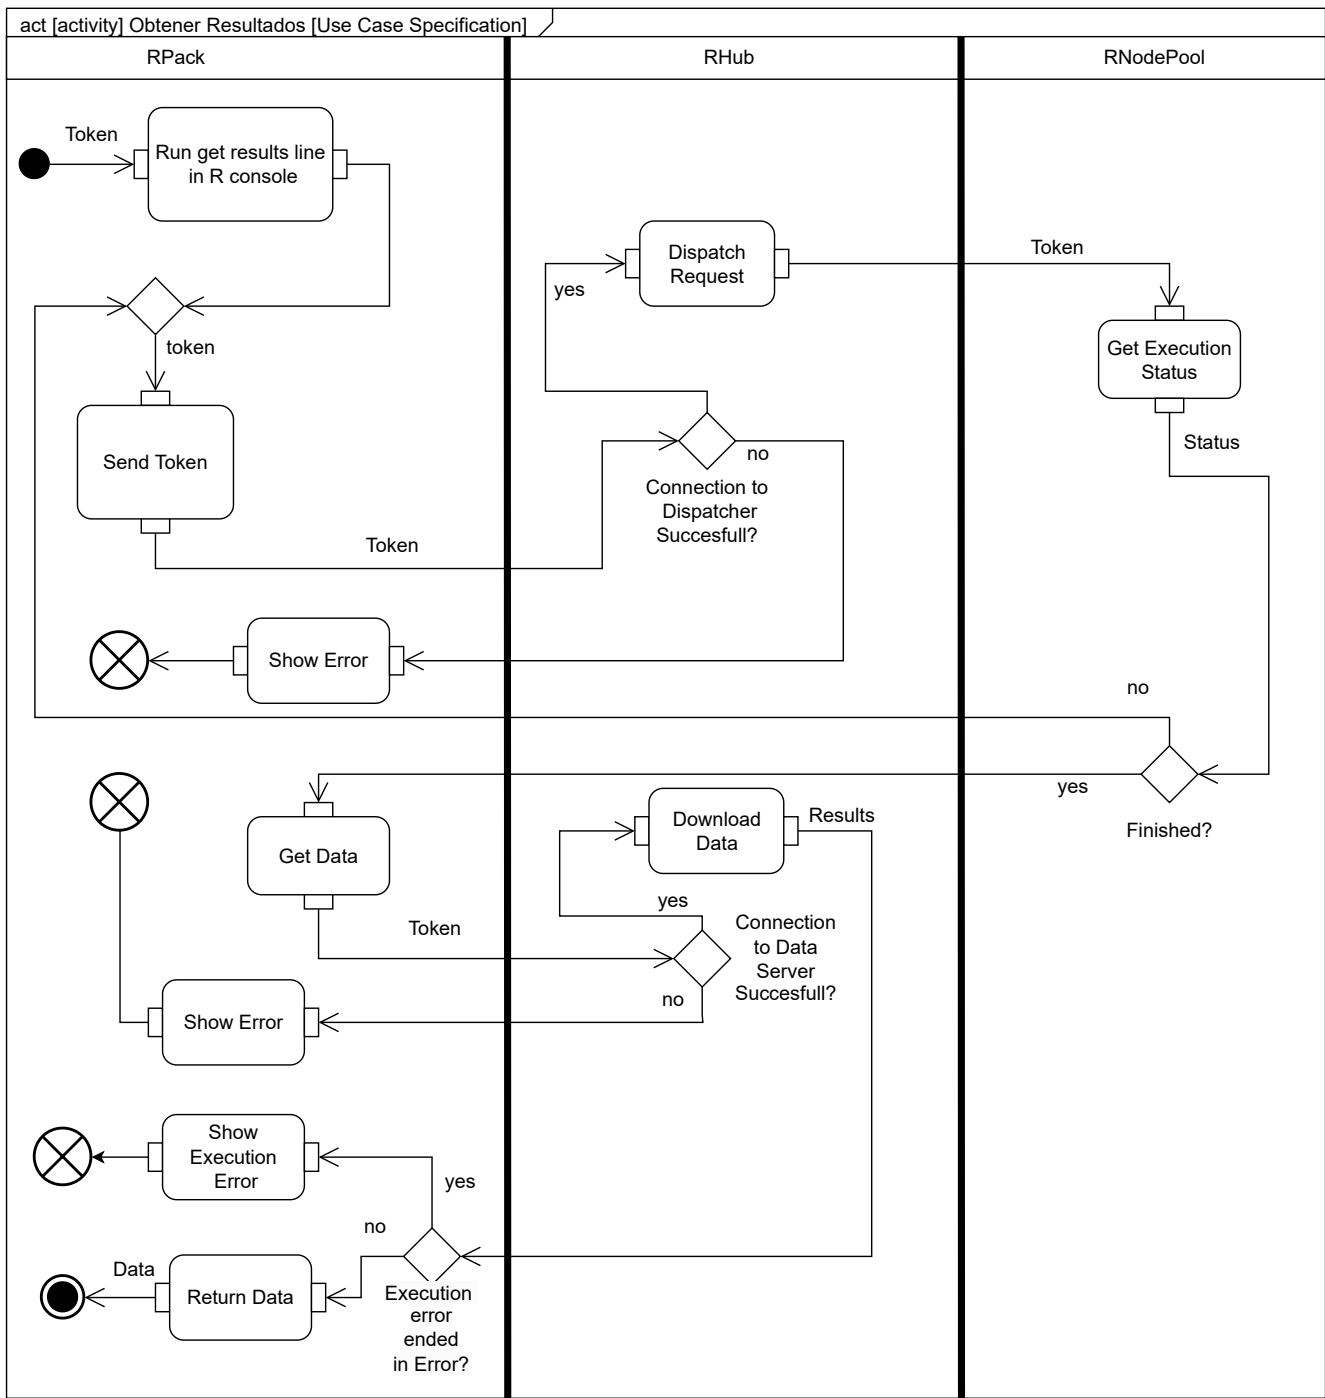 act [activity] Obtener Resultados [Use Case Specification]
RPack
RHub
RNodePool
Token
Run get results line
in R console
Dispatch
Request
Token
yes
token
Get Execution
Status
Send Token
no
Status
Connection to
Dispatcher
Succesfull?
Token
Show Error
no
yes
Finished?
Download
Data
Results
Get Data
yes
Token
Connection
to Data
Server
Succesfull?
no
Show Error
Show
Execution
Error
yes
no
Data
Return Data
Execution
error
ended
in Error?